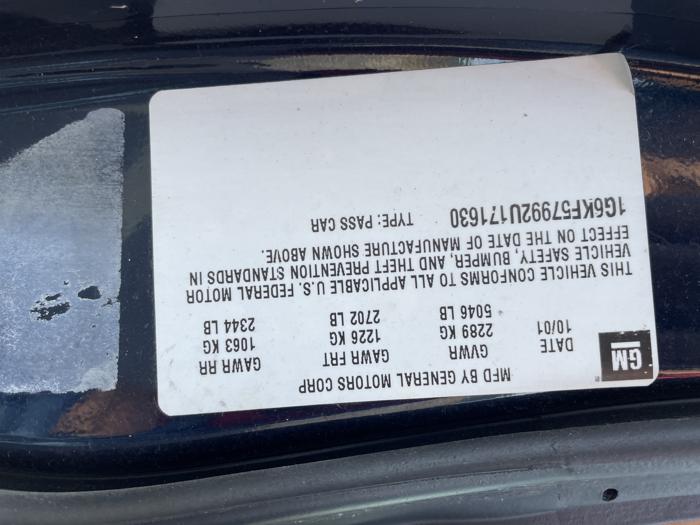 MFD BY GENERAL MOTORS CORP
GM
DATE GVWR GAWR FRT GAWR RR
10/01 2289 KG 1226 KG 1063 KG
5046 LB 2702 LB 2344 LB
THIS VEHICLE CONFORMS TO ALL APPLICABLE U.S. FEDERAL MOTOR
VEHICLE SAFETY, BUMPER, AND THEFT PREVENTION STANDARDS IN
EFFECT ON THE DATE OF MANUFACTURE SHOWN ABOVE.
1G6KF57992U171630 TYPE: PASS CAR